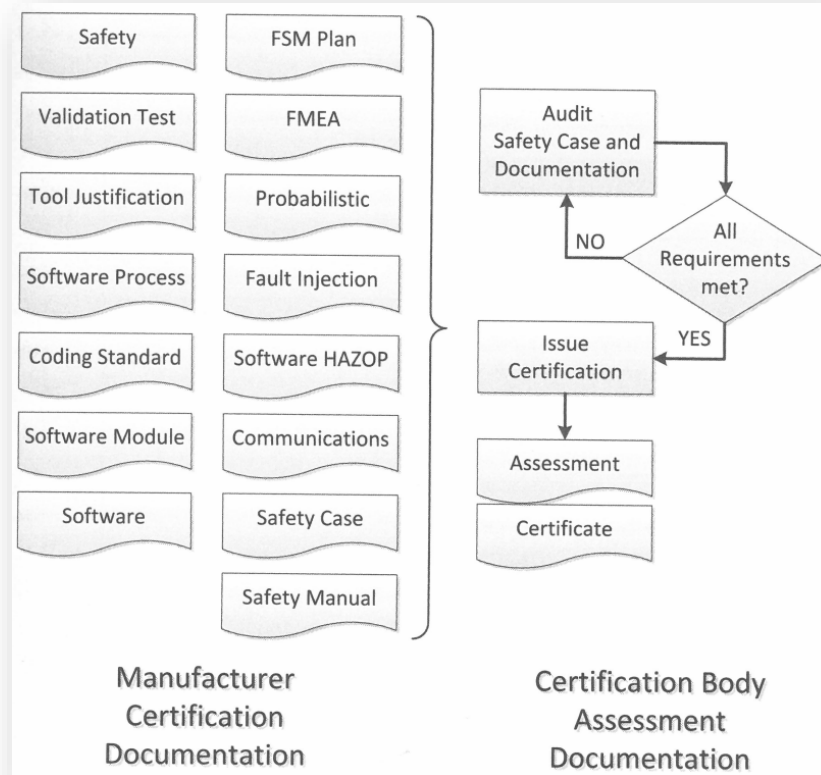 Safety
Validation Test
Tool Justification
Software Process
Coding Standard
Software Module
Software
FSM Plan
FMEA
Probabilistic
Fault Injection
Software HAZOP
Communications
Safety Case
Safety Manual
Audit
Safety Case and
Documentation
All
Requirements
met?
NO
YES
Issue
Certification
Assessment
Certificate
Manufacturer
Certification
Documentation
Certification Body
Assessment
Documentation